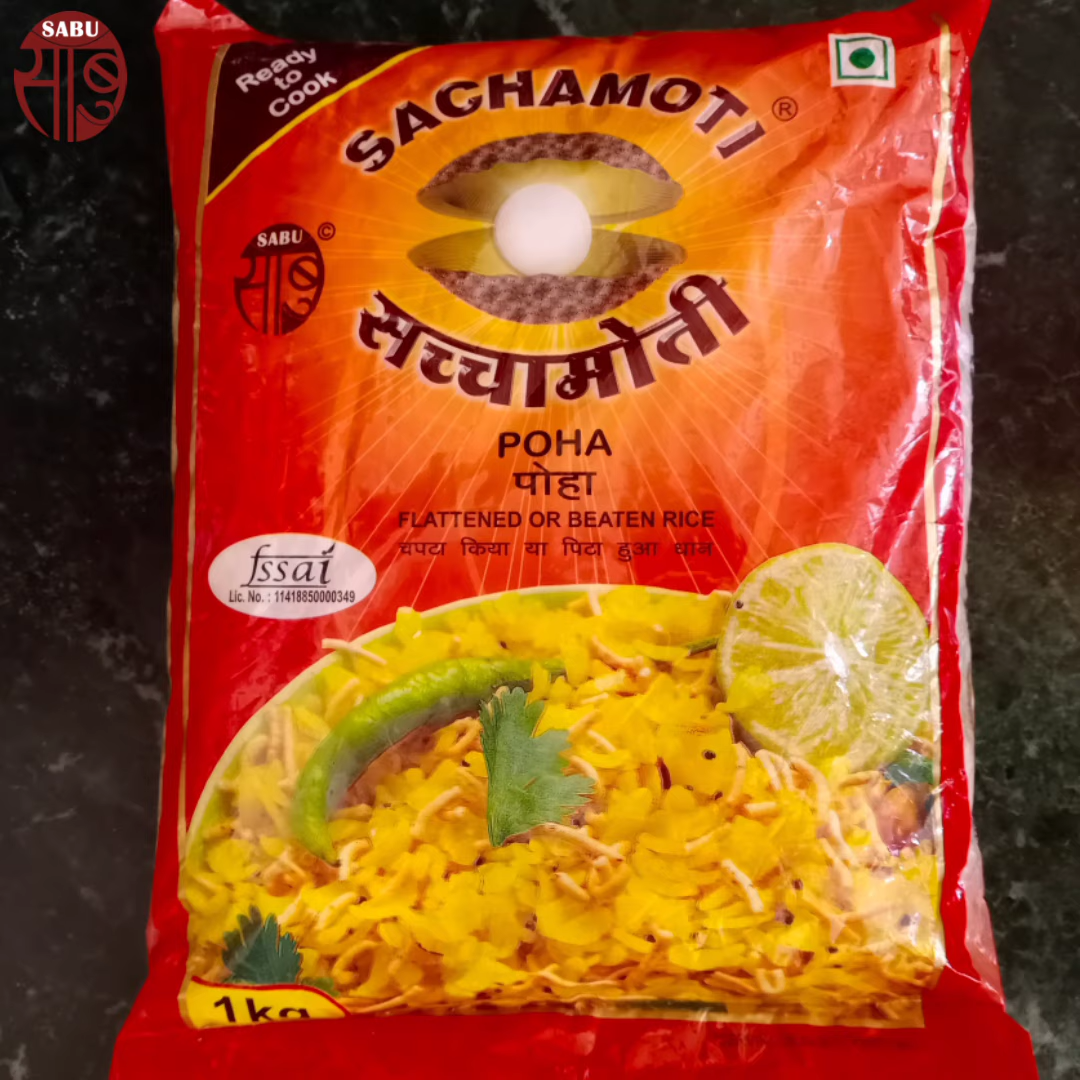 SABU
साबु
Ready
to
Cook
SACHAMOTI ®
SABU ©
साबु
सच्चामोती
POHA
पोहा
FLATTENED OR BEATEN RICE
चपटा किया या पिटा हुआ धान
fssai
Lic. No. : 11418850000349
1kg